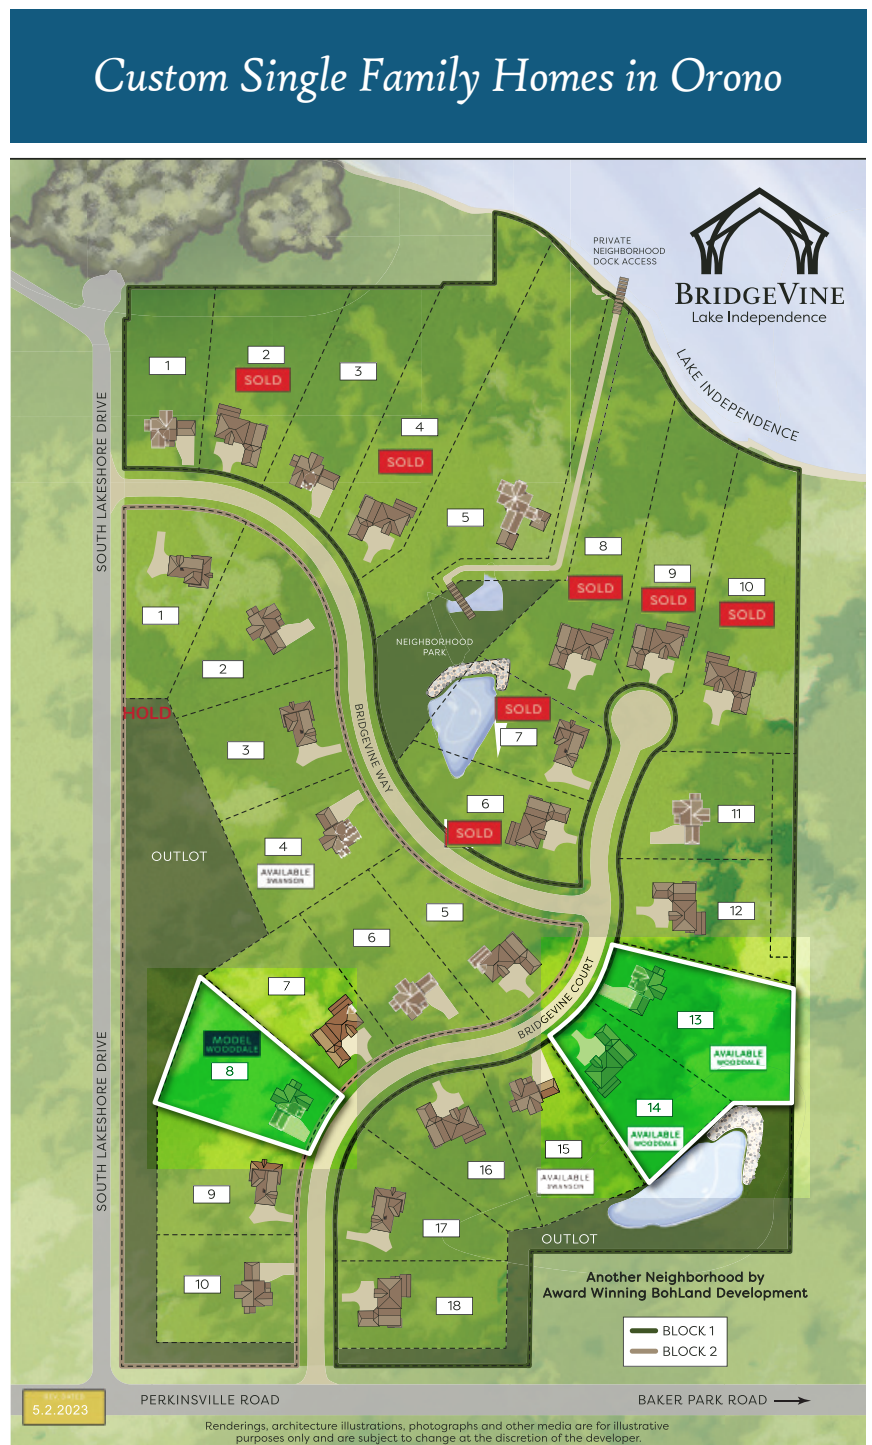 Custom Single Family Homes in Orono
PRIVATE
NEIGHBORHOOD
DOCK ACCESS
BRIDGEVINE
Lake Independence
LAKE INDEPENDENCE
SOUTH LAKESHORE DRIVE
1
2
SOLD
3
4
SOLD
5
8
SOLD
9
SOLD
10
SOLD
NEIGHBORHOOD
PARK
SOLD
7
6
SOLD
11
12
1
2
HOLD
3
BRIDGEVINE WAY
4
AVAILABLE
SWANSON
OUTLOT
5
6
7
MODEL
WOODDALE
8
BRIDGEVINE COURT
13
AVAILABLE
WOODDALE
14
AVAILABLE
WOODDALE
15
AVAILABLE
SWANSON
16
SOUTH LAKESHORE DRIVE
9
17
OUTLOT
10
18
Another Neighborhood by
Award Winning BohLand Development
BLOCK 1
BLOCK 2
REV. DATED
5.2.2023
PERKINSVILLE ROAD
BAKER PARK ROAD
Renderings, architecture illustrations, photographs and other media are for illustrative
purposes only and are subject to change at the discretion of the developer.